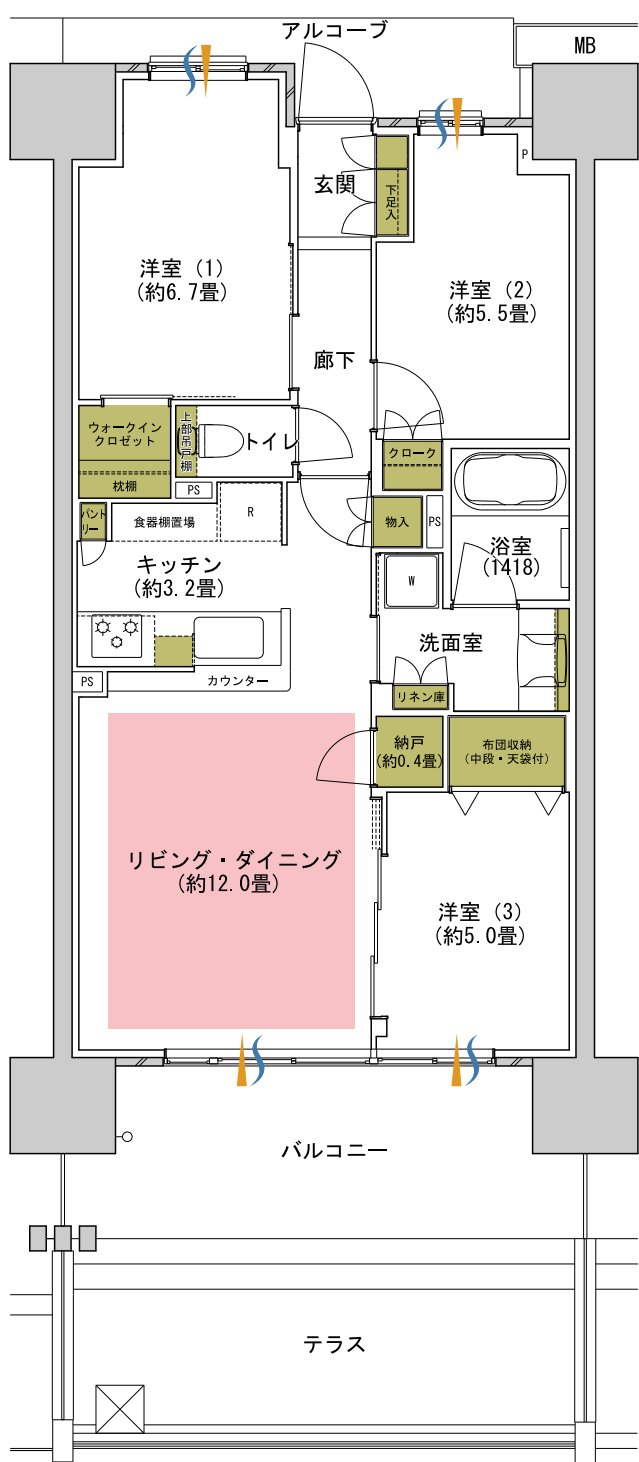 アルコーブ
MB
玄関
下足入
P
洋室（1）
（約6.7畳）
洋室（2）
（約5.5畳）
廊下
ウォークイン
クロゼット
枕棚
上部吊戸棚
トイレ
クローク
PS
パント
リー
食器棚置場
R
物入
PS
浴室
（1418）
キッチン
（約3.2畳）
W
洗面室
PS
カウンター
リネン庫
納戸
（約0.4畳）
布団収納
（中段・天袋付）
リビング・ダイニング
（約12.0畳）
洋室（3）
（約5.0畳）
バルコニー
テラス